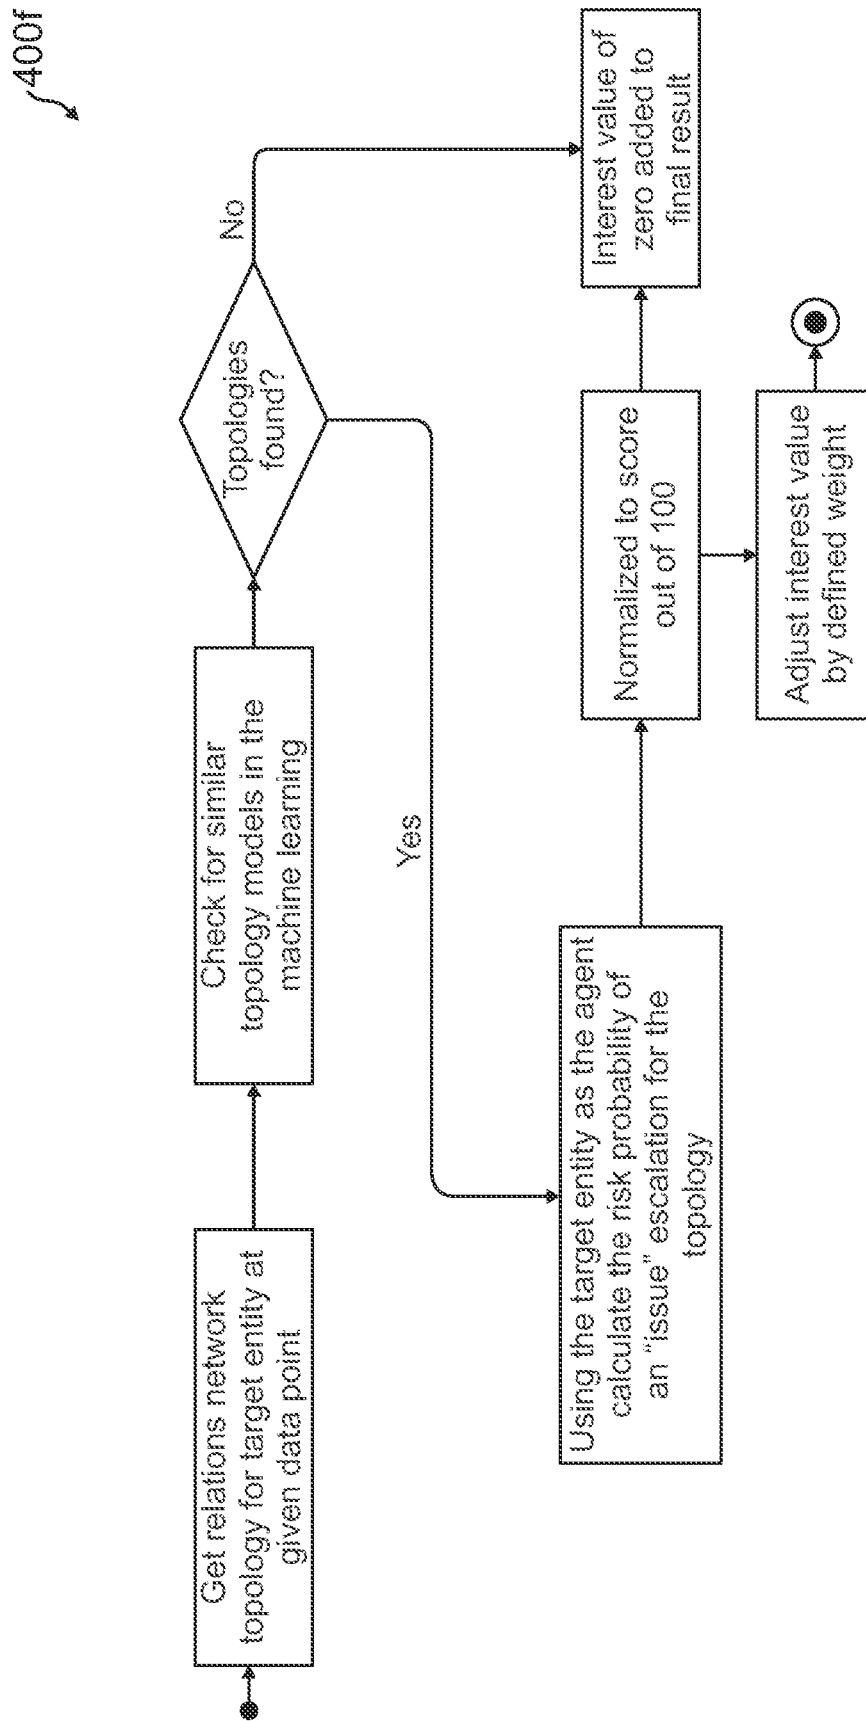 400f
Get relations network
topology for target entity at
given data point
Check for similar
topology models in the
machine learning
Topologies
found?
No
Yes
Using the target entity as the agent
calculate the risk probability of
an “issue” escalation for the
topology
Normalized to score
out of 100
Interest value of
zero added to
final result
Adjust interest value
by defined weight